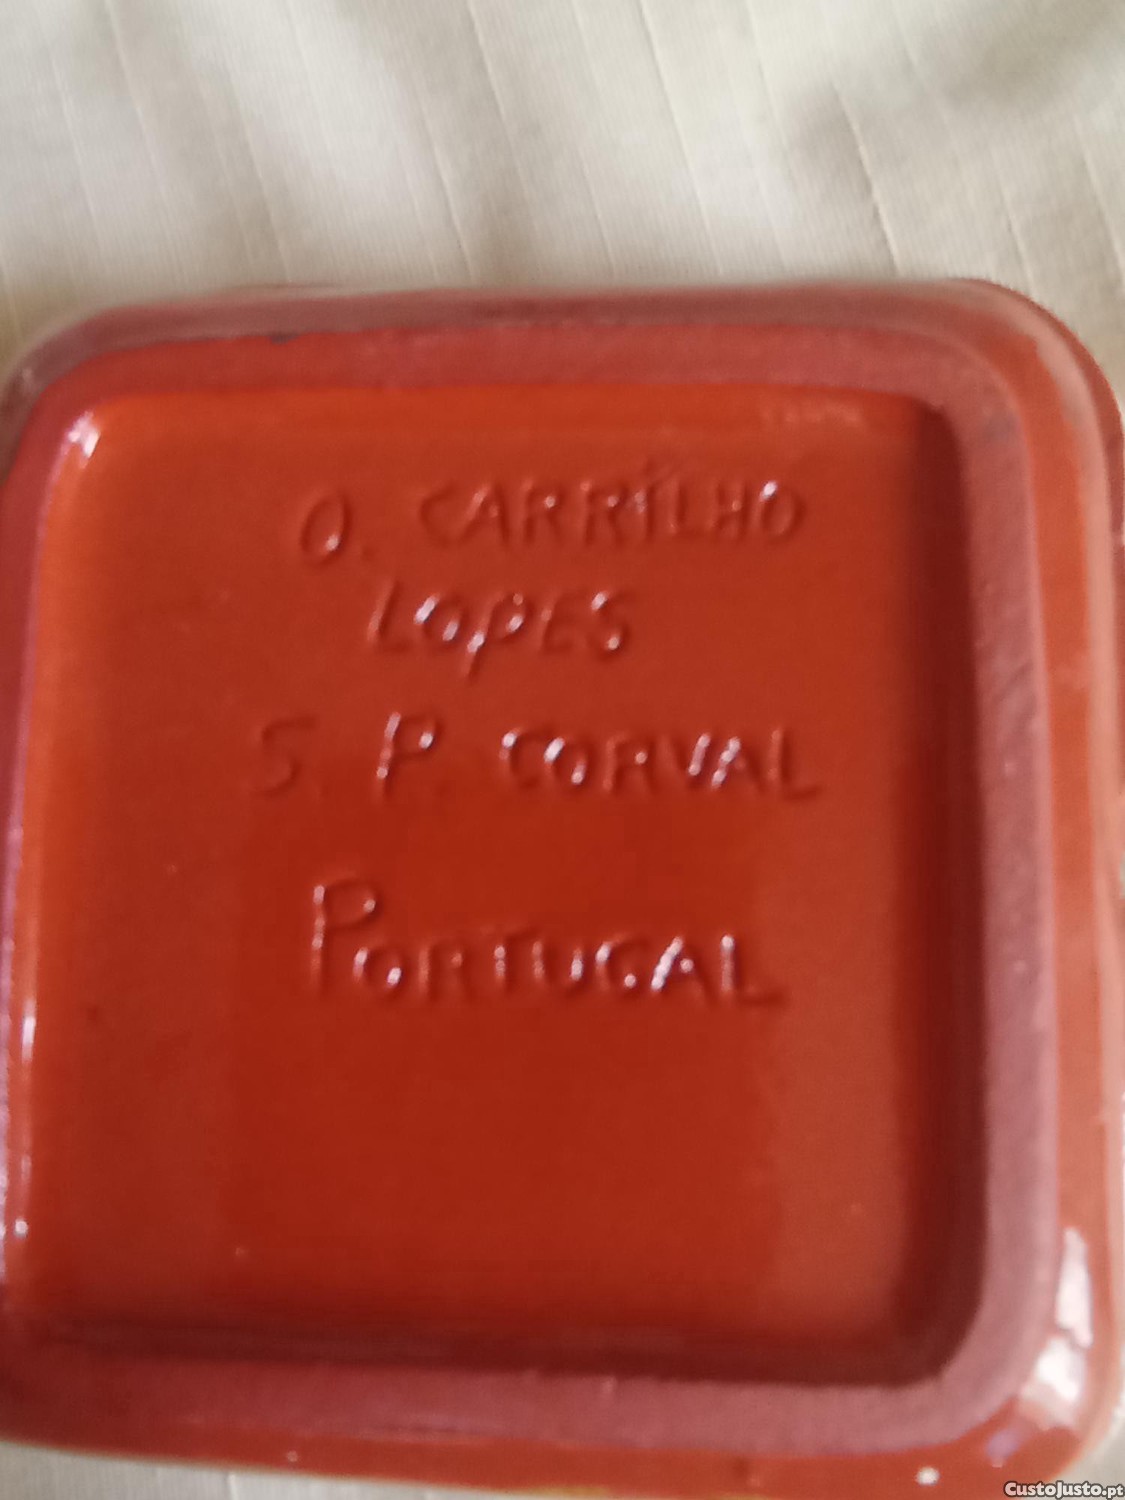 O. CARRILHO
LOPES
S. P. CORVAL
PORTUGAL
CustoJusto.pt